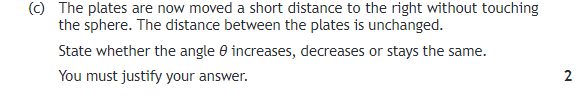 (c) The plates are now moved a short distance to the right without touching
the sphere. The distance between the plates is unchanged.
State whether the angle θ increases, decreases or stays the same.
You must justify your answer. 2